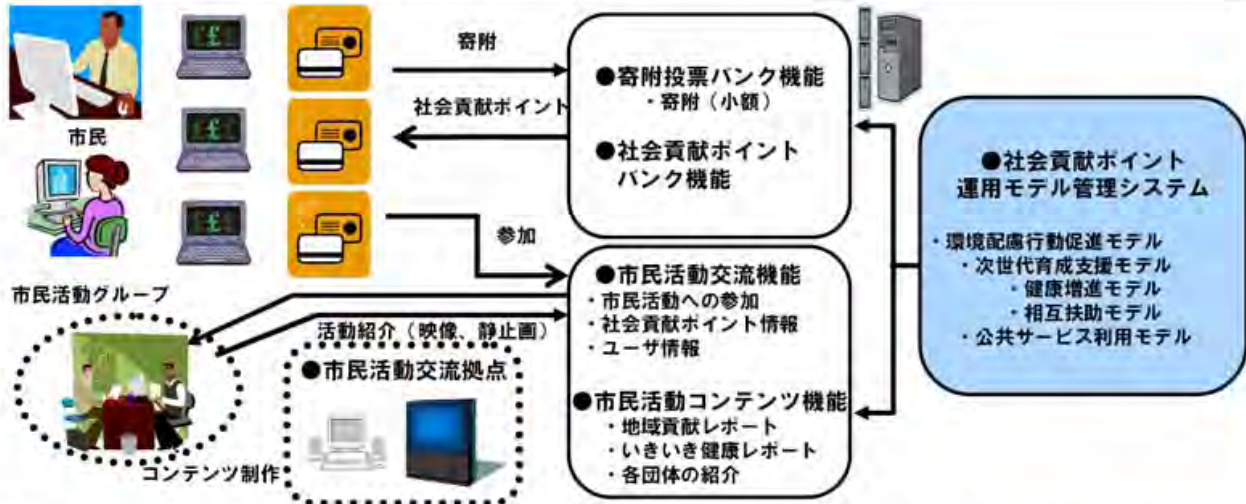 寄附
●寄附投票バンク機能
・寄附（小額）
社会貢献ポイント
市民
●社会貢献ポイント
バンク機能
●社会貢献ポイント
運用モデル管理システム
・環境配慮行動促進モデル
・次世代育成支援モデル
・健康増進モデル
・相互扶助モデル
・公共サービス利用モデル
参加
●市民活動交流機能
・市民活動への参加
・社会貢献ポイント情報
・ユーザ情報
市民活動グループ
活動紹介（映像、静止画）
●市民活動交流拠点
●市民活動コンテンツ機能
・地域貢献レポート
・いきいき健康レポート
・各団体の紹介
コンテンツ制作